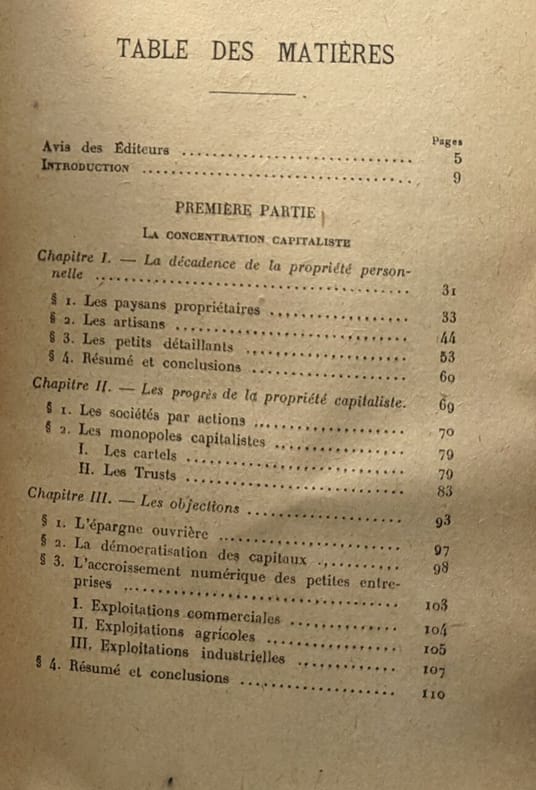 TABLE DES MATIÈRES
Pages
Avis des Éditeurs ........................ 5
INTRODUCTION ........................ 9
PREMIÈRE PARTIE
LA CONCENTRATION CAPITALISTE
Chapitre I. — La décadence de la propriété person-
nelle ........................ 31
§ 1. Les paysans propriétaires ................ 33
§ 2. Les artisans ........................ 44
§ 3. Les petits détaillants ................ 53
§ 4. Résumé et conclusions ................ 60
Chapitre II. — Les progrès de la propriété capitaliste. 69
§ 1. Les sociétés par actions ................ 70
§ 2. Les monopoles capitalistes ................ 79
I. Les cartels ........................ 79
II. Les Trusts ........................ 83
Chapitre III. — Les objections ................ 93
§ 1. L'épargne ouvrière ................ 97
§ 2. La démocratisation des capitaux .......... 98
§ 3. L'accroissement numérique des petites entre-
prises ........................ 103
I. Exploitations commerciales ............ 104
II. Exploitations agricoles ............ 105
III. Exploitations industrielles .......... 107
§ 4. Résumé et conclusions ................ 110